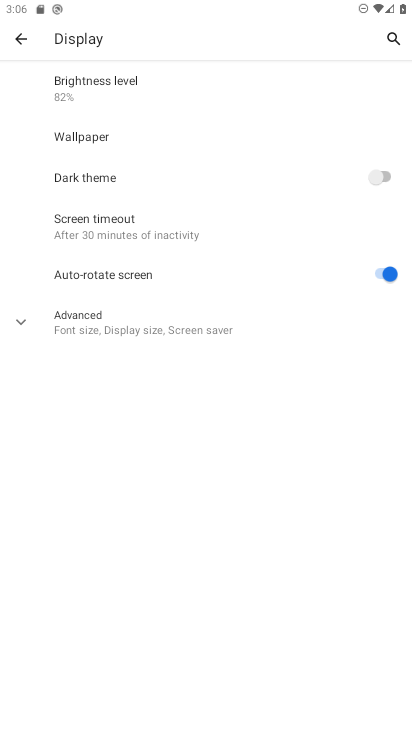 3:06
Display
Brightness level
82%
Wallpaper
Dark theme
Screen timeout
After 30 minutes of inactivity
Auto-rotate screen
Advanced
Font size, Display size, Screen saver